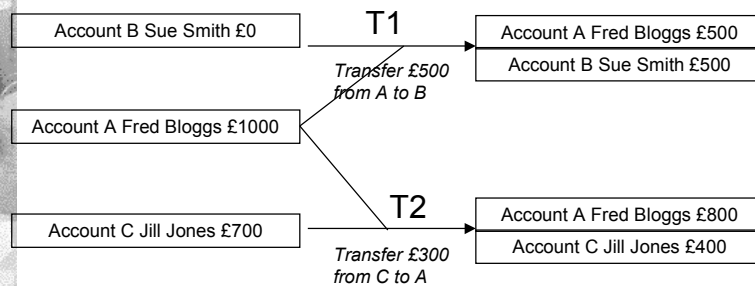 Account B Sue Smith £0
T1
Transfer £500
from A to B
Account A Fred Bloggs £500
Account B Sue Smith £500
Account A Fred Bloggs £1000
Account C Jill Jones £700
T2
Transfer £300
from C to A
Account A Fred Bloggs £800
Account C Jill Jones £400